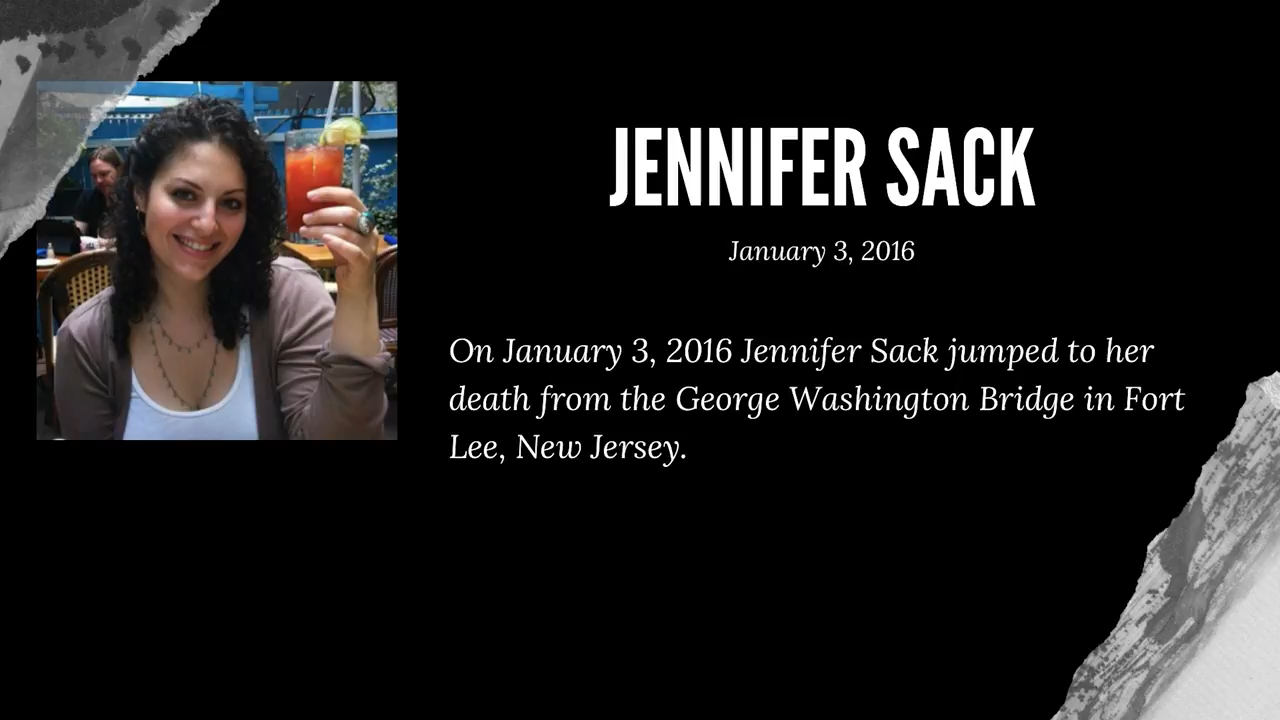 JENNIFER SACK
January 3, 2016
On January 3, 2016 Jennifer Sack jumped to her
death from the George Washington Bridge in Fort
Lee, New Jersey.